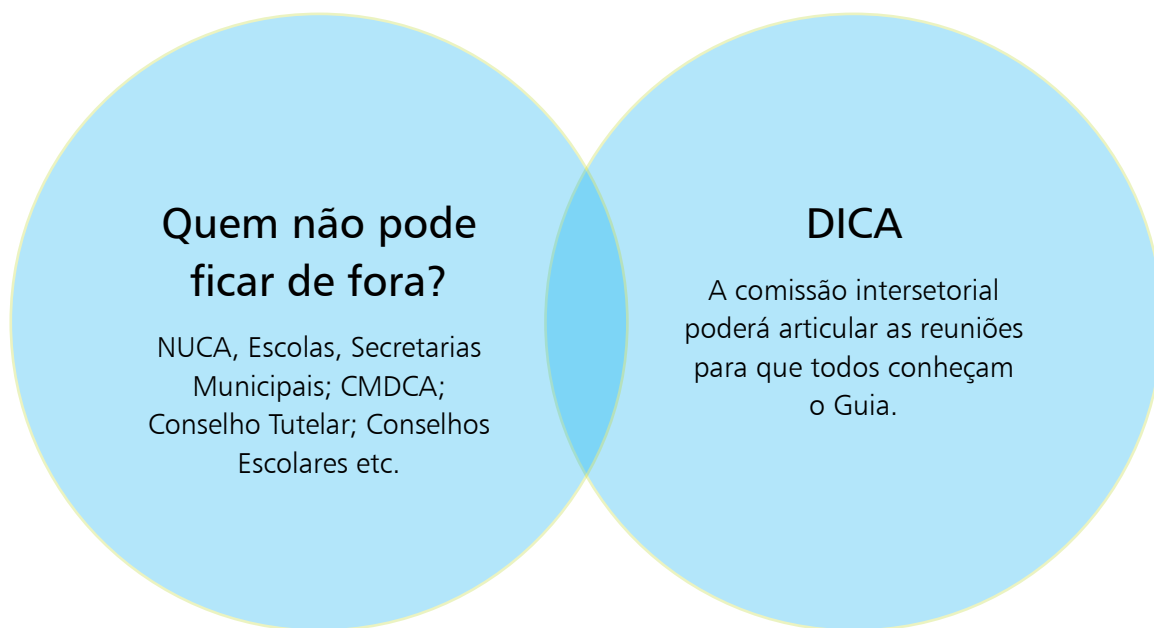 Quem não pode
ficar de fora?
NUCA, Escolas, Secretarias
Municipais; CMDCA;
Conselho Tutelar; Conselhos
Escolares etc.
DICA
A comissão intersetorial
poderá articular as reuniões
para que todos conheçam
o Guia.